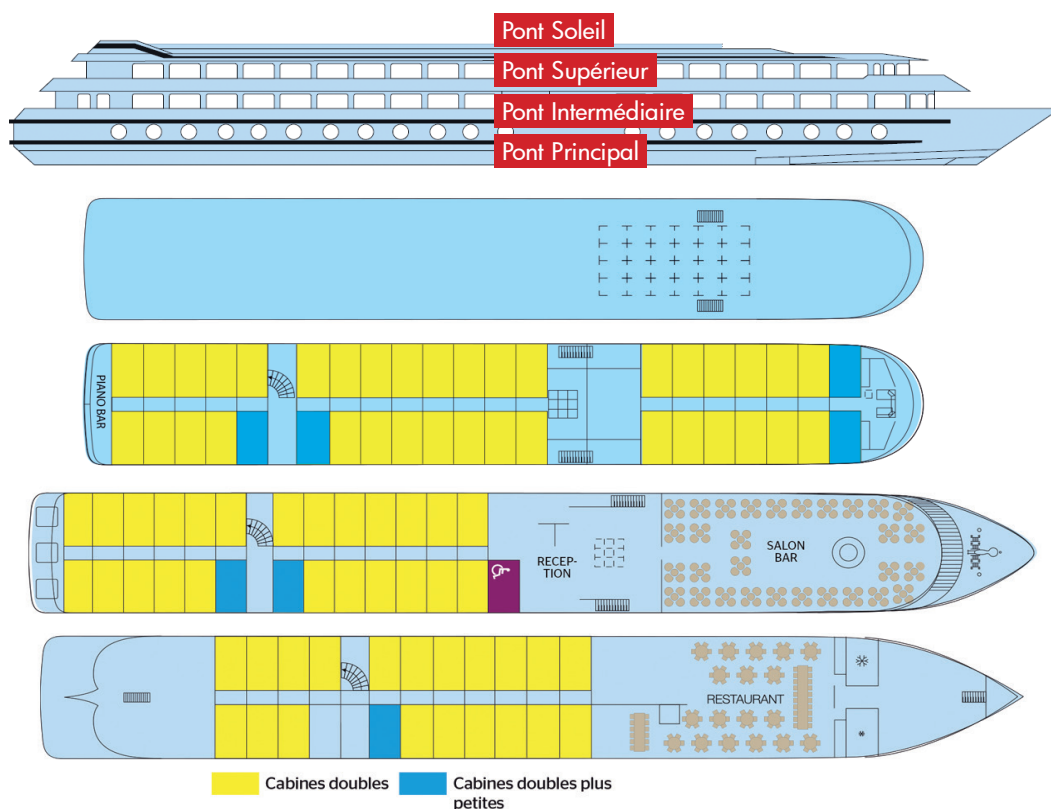 Pont Soleil
Pont Supérieur
Pont Intermédiaire
Pont Principal
PIANO BAR
RECEP-
TION
SALON
BAR
RESTAURANT
Cabines doubles
Cabines doubles plus
petites